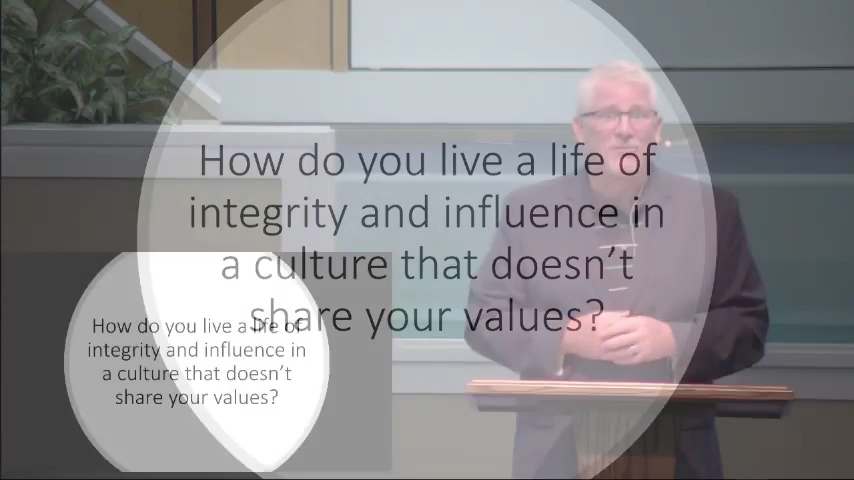 How do you live a life of
integrity and influence in
a culture that doesn't
share your values?
How do you live a life of
integrity and influence in
a culture that doesn't
share your values?